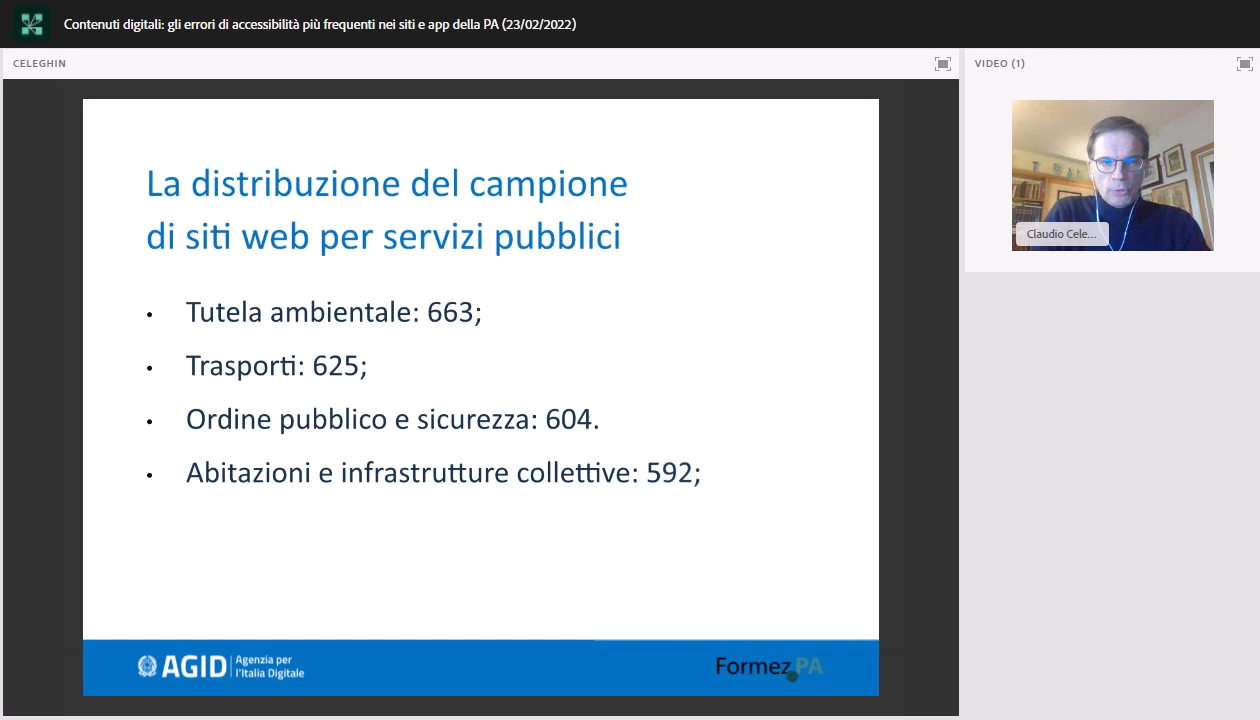 Contenuti digitali: gli errori di accessibilità più frequenti nei siti e app della PA (23/02/2022)
CELEGHIN
VIDEO (1)
La distribuzione del campione
di siti web per servizi pubblici
• Tutela ambientale: 663;
• Trasporti: 625;
• Ordine pubblico e sicurezza: 604.
• Abitazioni e infrastrutture collettive: 592;
Claudio Cele...
AGID Agenzia per
l'Italia Digitale
Formez PA